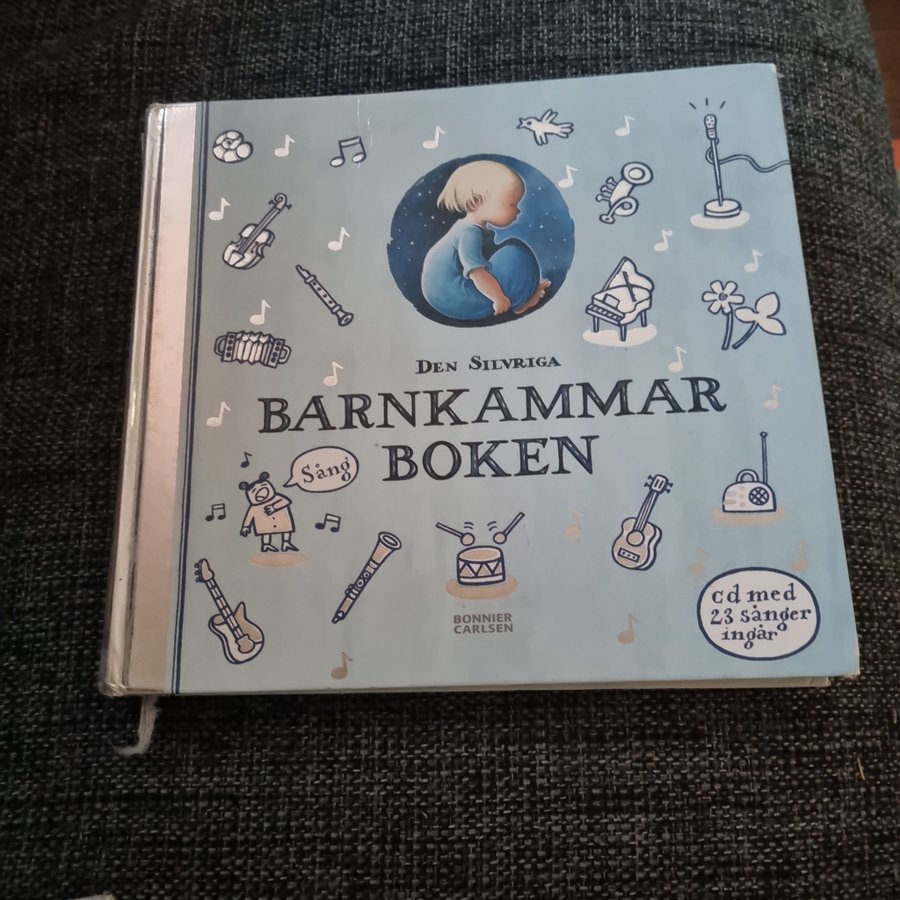 DEN SILVRIGA
BARNKAMMAR
BOKEN
Sång
BONNIER
CARLSEN
cd med
23 sånger
ingår